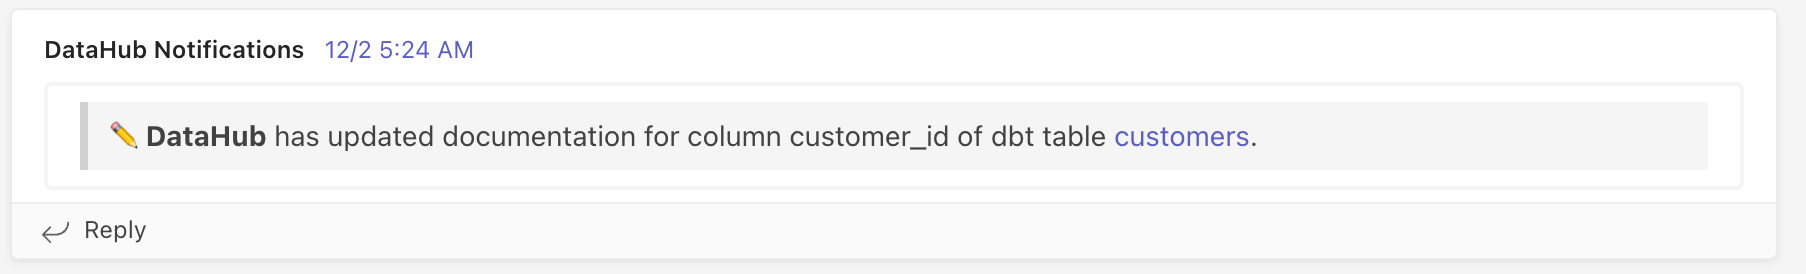 DataHub Notifications 12/2 5:24 AM
✏️ DataHub has updated documentation for column customer_id of dbt table customers.
Reply